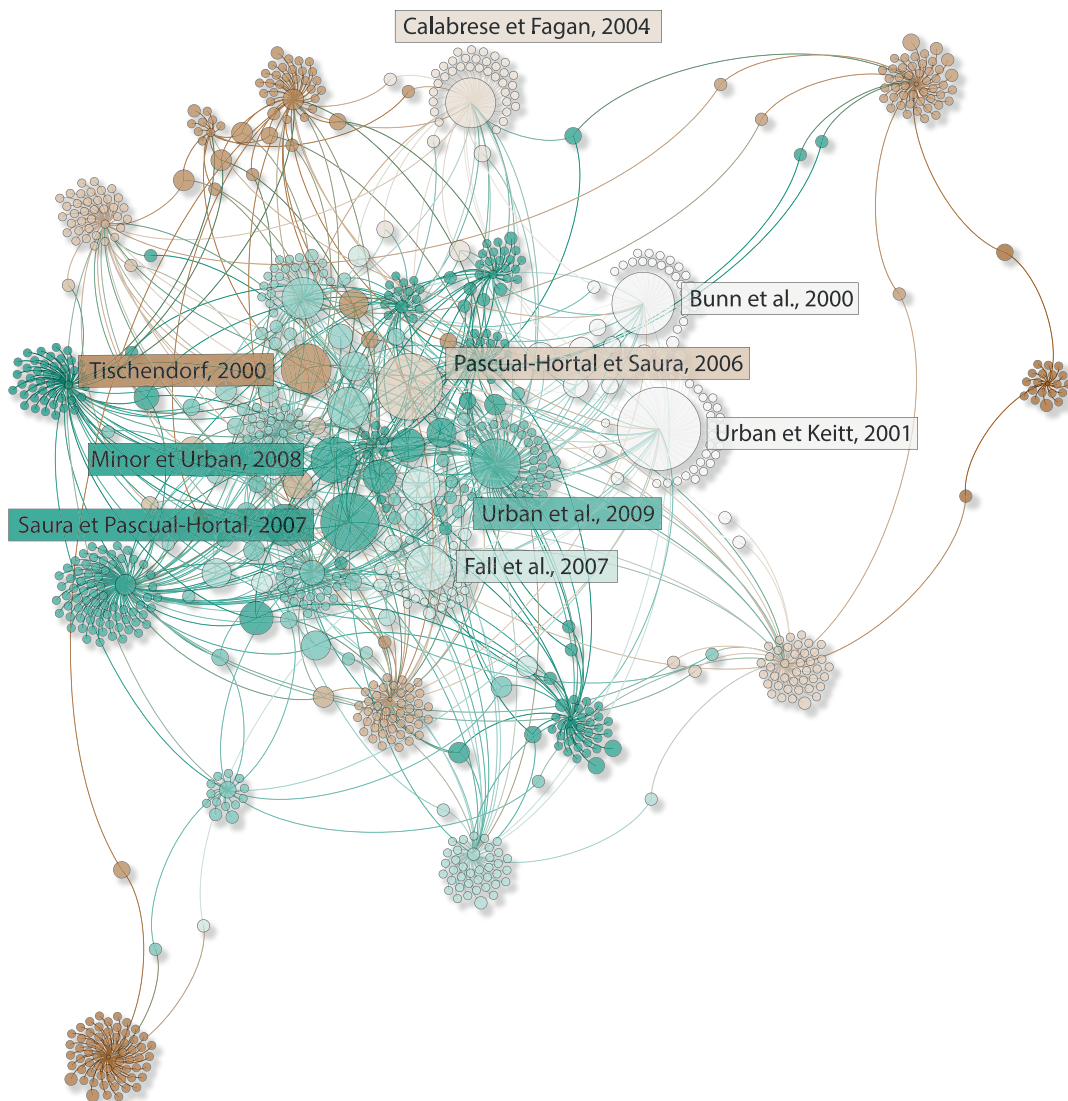 Calabrese et Fagan, 2004
Bunn et al., 2000
Pascual-Hortal et Saura, 2006
Tischendorf, 2000
Urban et Keitt, 2001
Minor et Urban, 2008
Urban et al., 2009
Saura et Pascual-Hortal, 2007
Fall et al., 2007